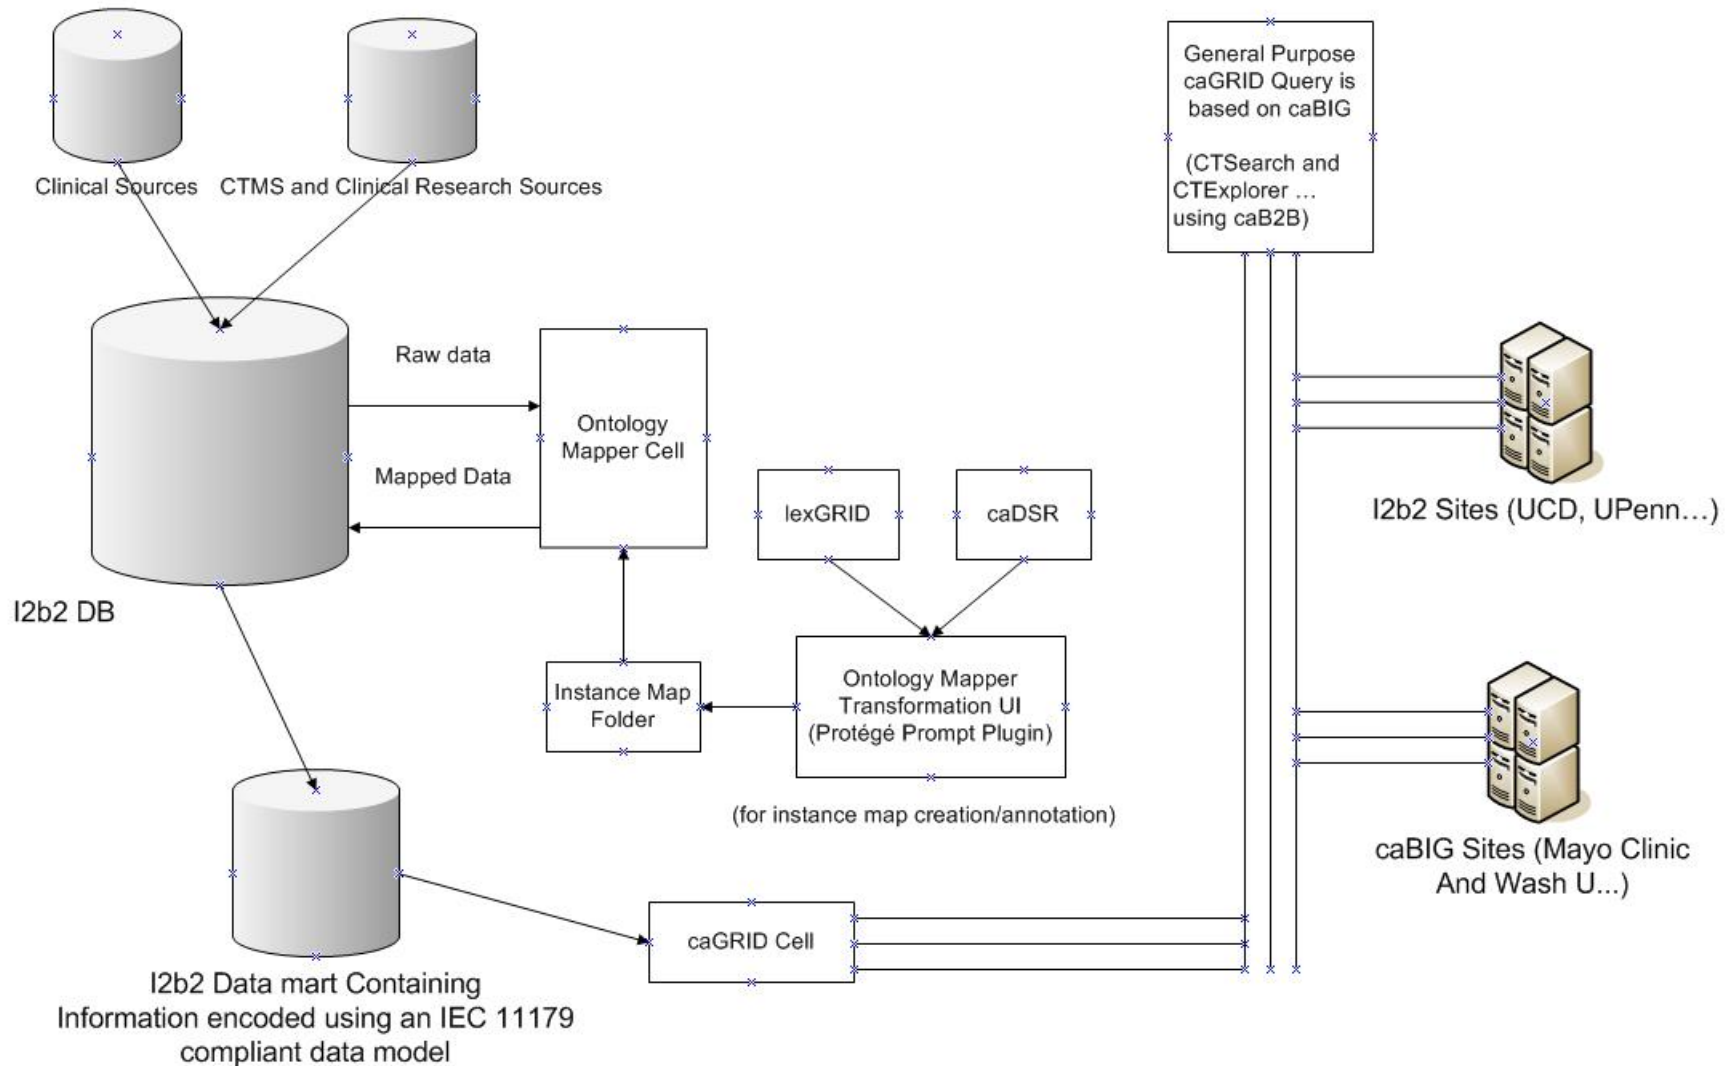 Clinical Sources
CTMS and Clinical Research Sources
General Purpose
caGRID Query is
based on caBIG
(CTSearch and
CTExplorer …
using caB2B)
Raw data
Ontology
Mapper Cell
Mapped Data
I2b2 DB
lexGRID
caDSR
I2b2 Sites (UCD, UPenn…)
Instance Map
Folder
Ontology Mapper
Transformation UI
(Protégé Prompt Plugin)
(for instance map creation/annotation)
caBIG Sites (Mayo Clinic
And Wash U...)
caGRID Cell
I2b2 Data mart Containing
Information encoded using an IEC 11179
compliant data model